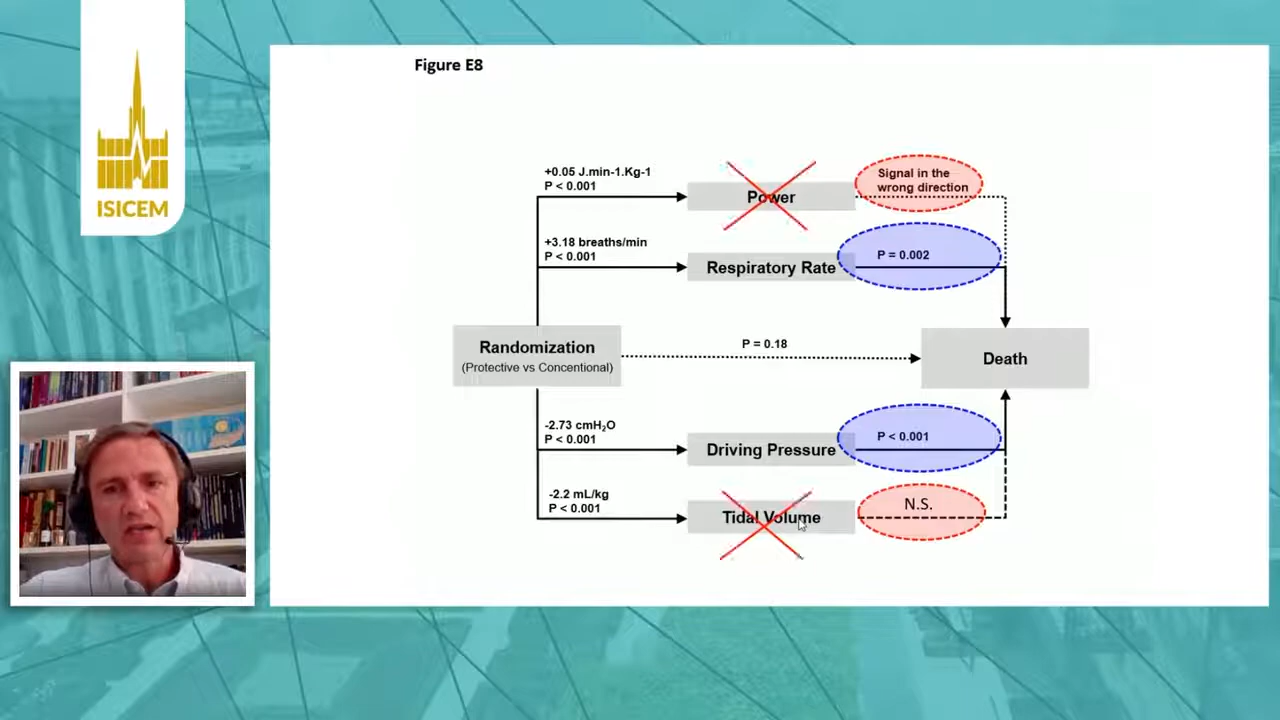 ISICEM
Figure E8
+0.05 J.min-1.Kg-1
P < 0.001
Power
Signal in the
wrong direction
+3.18 breaths/min
P < 0.001
Respiratory Rate
P = 0.002
Randomization
(Protective vs Concentional)
P = 0.18
Death
-2.73 cmH₂O
P < 0.001
Driving Pressure
P < 0.001
-2.2 mL/kg
P < 0.001
Tidal Volume
N.S.